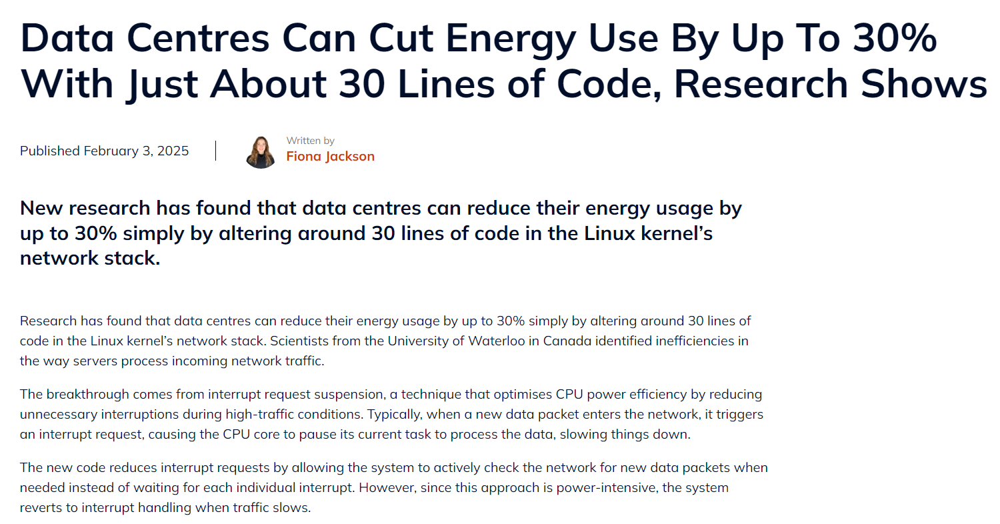 Data Centres Can Cut Energy Use By Up To 30%
With Just About 30 Lines of Code, Research Shows
Published February 3, 2025
Written by
Fiona Jackson
New research has found that data centres can reduce their energy usage by
up to 30% simply by altering around 30 lines of code in the Linux kernel’s
network stack.
Research has found that data centres can reduce their energy usage by up to 30% simply by altering around 30 lines of
code in the Linux kernel’s network stack. Scientists from the University of Waterloo in Canada identified inefficiencies in
the way servers process incoming network traffic.
The breakthrough comes from interrupt request suspension, a technique that optimises CPU power efficiency by reducing
unnecessary interruptions during high-traffic conditions. Typically, when a new data packet enters the network, it triggers
an interrupt request, causing the CPU core to pause its current task to process the data, slowing things down.
The new code reduces interrupt requests by allowing the system to actively check the network for new data packets when
needed instead of waiting for each individual interrupt. However, since this approach is power-intensive, the system
reverts to interrupt handling when traffic slows.